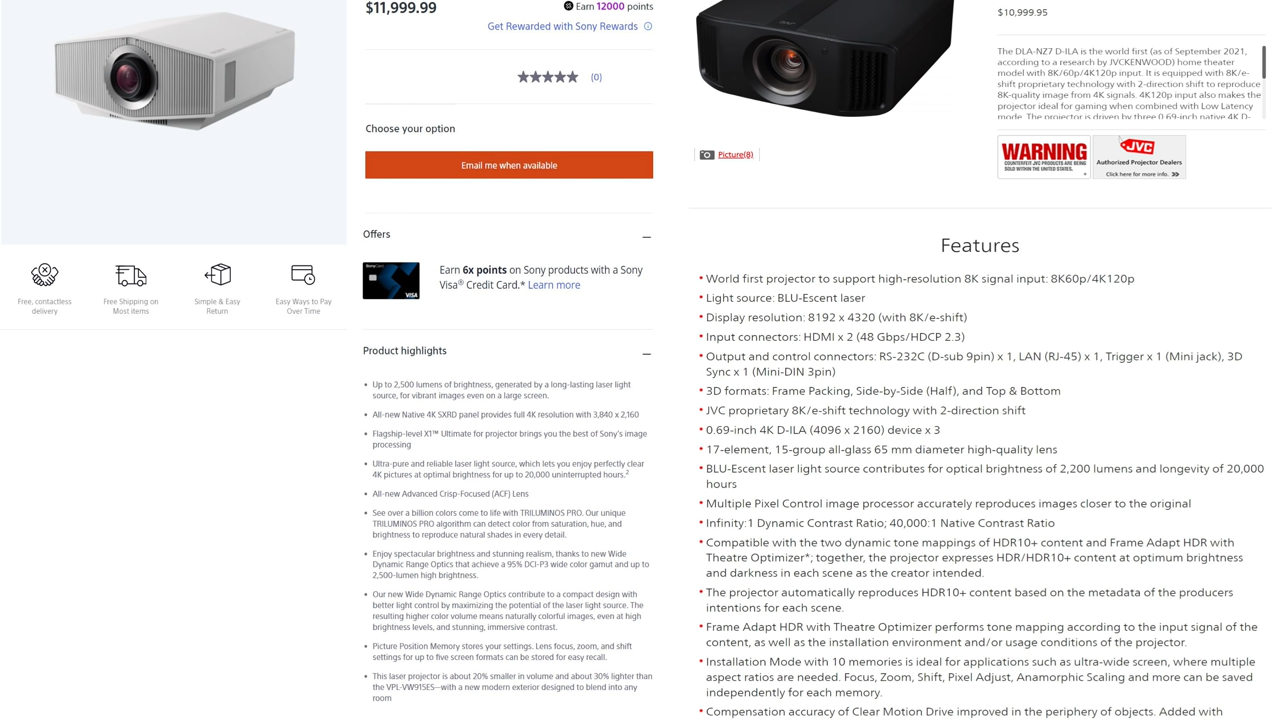 $11,999.99
Earn 12000 points
Get Rewarded with Sony Rewards
(0)
Choose your option
Email me when available
Offers
Earn 6x points on Sony products with a Sony
Visa® Credit Card.* Learn more
VISA
Free, contactless
delivery
Free Shipping on
Most items
Simple & Easy
Return
Easy Ways to Pay
Over Time
Product highlights
• Up to 2,500 lumens of brightness, generated by a long-lasting laser light
source, for vibrant images even on a large screen.
• All-new Native 4K SXRD panel provides full 4K resolution with 3,840 x 2,160
• Flagship-level X1™ Ultimate for projector brings you the best of Sony's image
processing
• Ultra-pure and reliable laser light source, which lets you enjoy perfectly clear
4K pictures at optimal brightness for up to 20,000 uninterrupted hours.2
• All-new Advanced Crisp-Focused (ACF) Lens
• See over a billion colors come to life with TRILUMINOS PRO. Our unique
TRILUMINOS PRO algorithm can detect color from saturation, hue, and
brightness to reproduce natural shades in every detail.
• Enjoy spectacular brightness and stunning realism, thanks to new Wide
Dynamic Range Optics that achieve a 95% DCI-P3 wide color gamut and up to
2,500-lumen high brightness.
• Our new Wide Dynamic Range Optics contribute to a compact design with
better light control by maximizing the potential of the laser light source. The
resulting higher color volume means naturally colorful images, even at high
brightness levels, and stunning, immersive contrast.
• Picture Position Memory stores your settings. Lens focus, zoom, and shift
settings for up to five screen formats can be stored for easy recall.
• This laser projector is about 20% smaller in volume and about 30% lighter than
the VPL-VW915ES—with a new modern exterior designed to blend into any
room
$10,999.95
The DLA-NZ7 D-ILA is the world first (as of September 2021,
according to a research by JVCKENWOOD) home theater
model with 8K/60p/4K120p input. It is equipped with 8K/e-
shift proprietary technology with 2-direction shift to reproduce
8K-quality image from 4K signals. 4K120p input also makes the
projector ideal for gaming when combined with Low Latency
mode. The projector is driven by three 0.69-inch native 4K D-
Picture(8)
WARNING
COUNTERFEIT JVC PRODUCTS ARE BEING
SOLD WITHIN THE UNITED STATES.
JVC
Authorized Projector Dealers
Click here for more info.
Features
• World first projector to support high-resolution 8K signal input: 8K60p/4K120p
• Light source: BLU-Escent laser
• Display resolution: 8192 x 4320 (with 8K/e-shift)
• Input connectors: HDMI x 2 (48 Gbps/HDCP 2.3)
• Output and control connectors: RS-232C (D-sub 9pin) x 1, LAN (RJ-45) x 1, Trigger x 1 (Mini jack), 3D
Sync x 1 (Mini-DIN 3pin)
• 3D formats: Frame Packing, Side-by-Side (Half), and Top & Bottom
• JVC proprietary 8K/e-shift technology with 2-direction shift
• 0.69-inch 4K D-ILA (4096 x 2160) device x 3
• 17-element, 15-group all-glass 65 mm diameter high-quality lens
• BLU-Escent laser light source contributes for optical brightness of 2,200 lumens and longevity of 20,000
hours
• Multiple Pixel Control image processor accurately reproduces images closer to the original
• Infinity:1 Dynamic Contrast Ratio; 40,000:1 Native Contrast Ratio
• Compatible with the two dynamic tone mappings of HDR10+ content and Frame Adapt HDR with
Theatre Optimizer*; together, the projector expresses HDR/HDR10+ content at optimum brightness
and darkness in each scene as the creator intended.
• The projector automatically reproduces HDR10+ content based on the metadata of the producers
intentions for each scene.
• Frame Adapt HDR with Theatre Optimizer performs tone mapping according to the input signal of the
content, as well as the installation environment and/or usage conditions of the projector.
• Installation Mode with 10 memories is ideal for applications such as ultra-wide screen, where multiple
aspect ratios are needed. Focus, Zoom, Shift, Pixel Adjust, Anamorphic Scaling and more can be saved
independently for each memory.
• Compensation accuracy of Clear Motion Drive improved in the periphery of objects. Added with